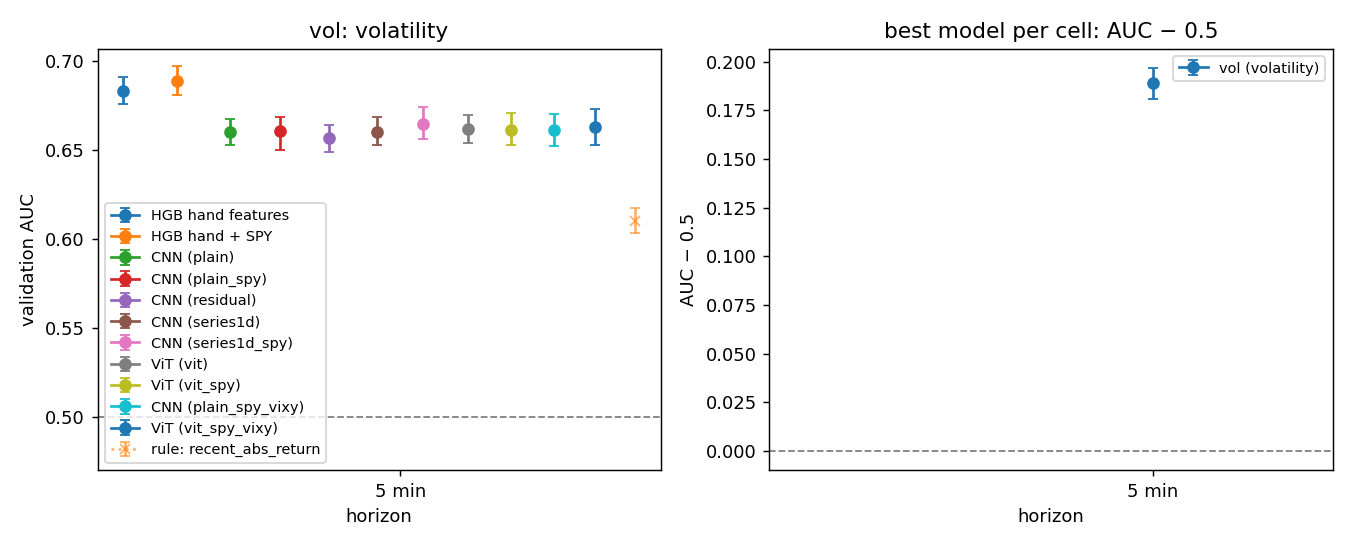 vol: volatility
validation AUC
0.70
0.65
0.60
0.55
0.50
HGB hand features
HGB hand + SPY
CNN (plain)
CNN (plain_spy)
CNN (residual)
CNN (series1d)
CNN (series1d_spy)
ViT (vit)
ViT (vit_spy)
CNN (plain_spy_vixy)
ViT (vit_spy_vixy)
rule: recent_abs_return
5 min
horizon
best model per cell: AUC − 0.5
AUC − 0.5
0.200
0.175
0.150
0.125
0.100
0.075
0.050
0.025
0.000
vol (volatility)
5 min
horizon